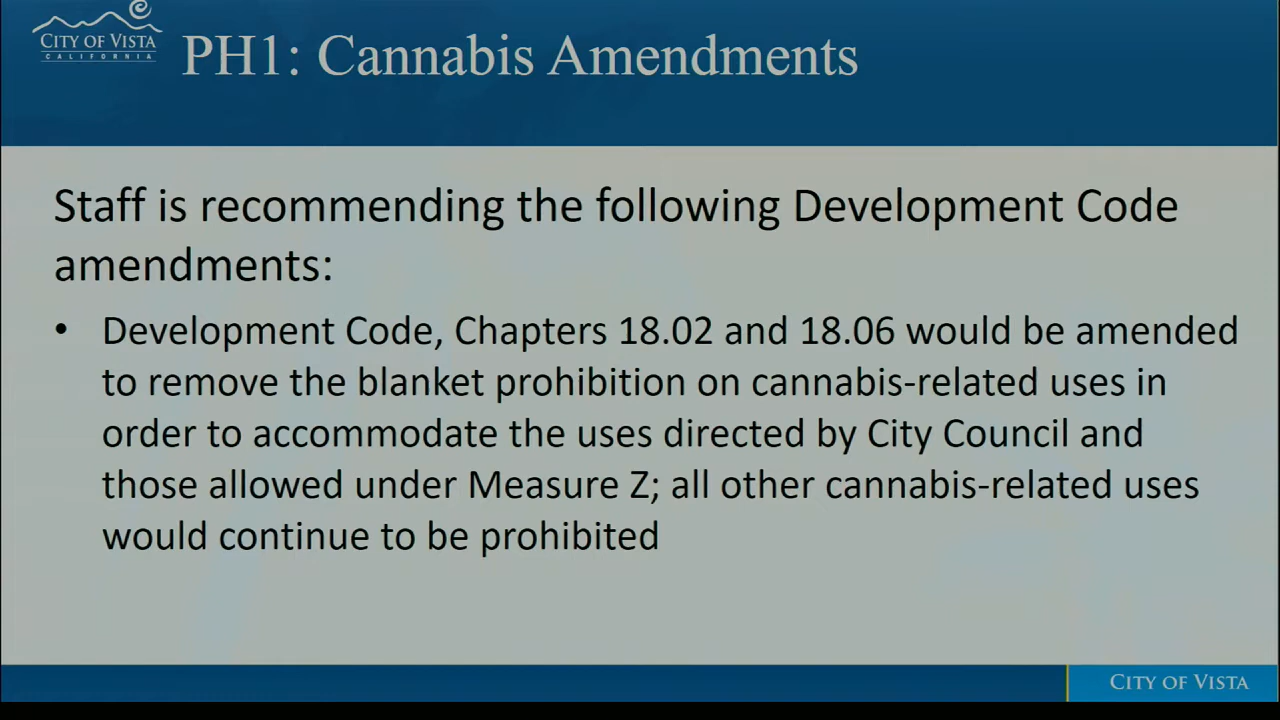 CITY OF VISTA
CALIFORNIA
PH1: Cannabis Amendments
Staff is recommending the following Development Code
amendments:
• Development Code, Chapters 18.02 and 18.06 would be amended
to remove the blanket prohibition on cannabis-related uses in
order to accommodate the uses directed by City Council and
those allowed under Measure Z; all other cannabis-related uses
would continue to be prohibited
CITY OF VISTA